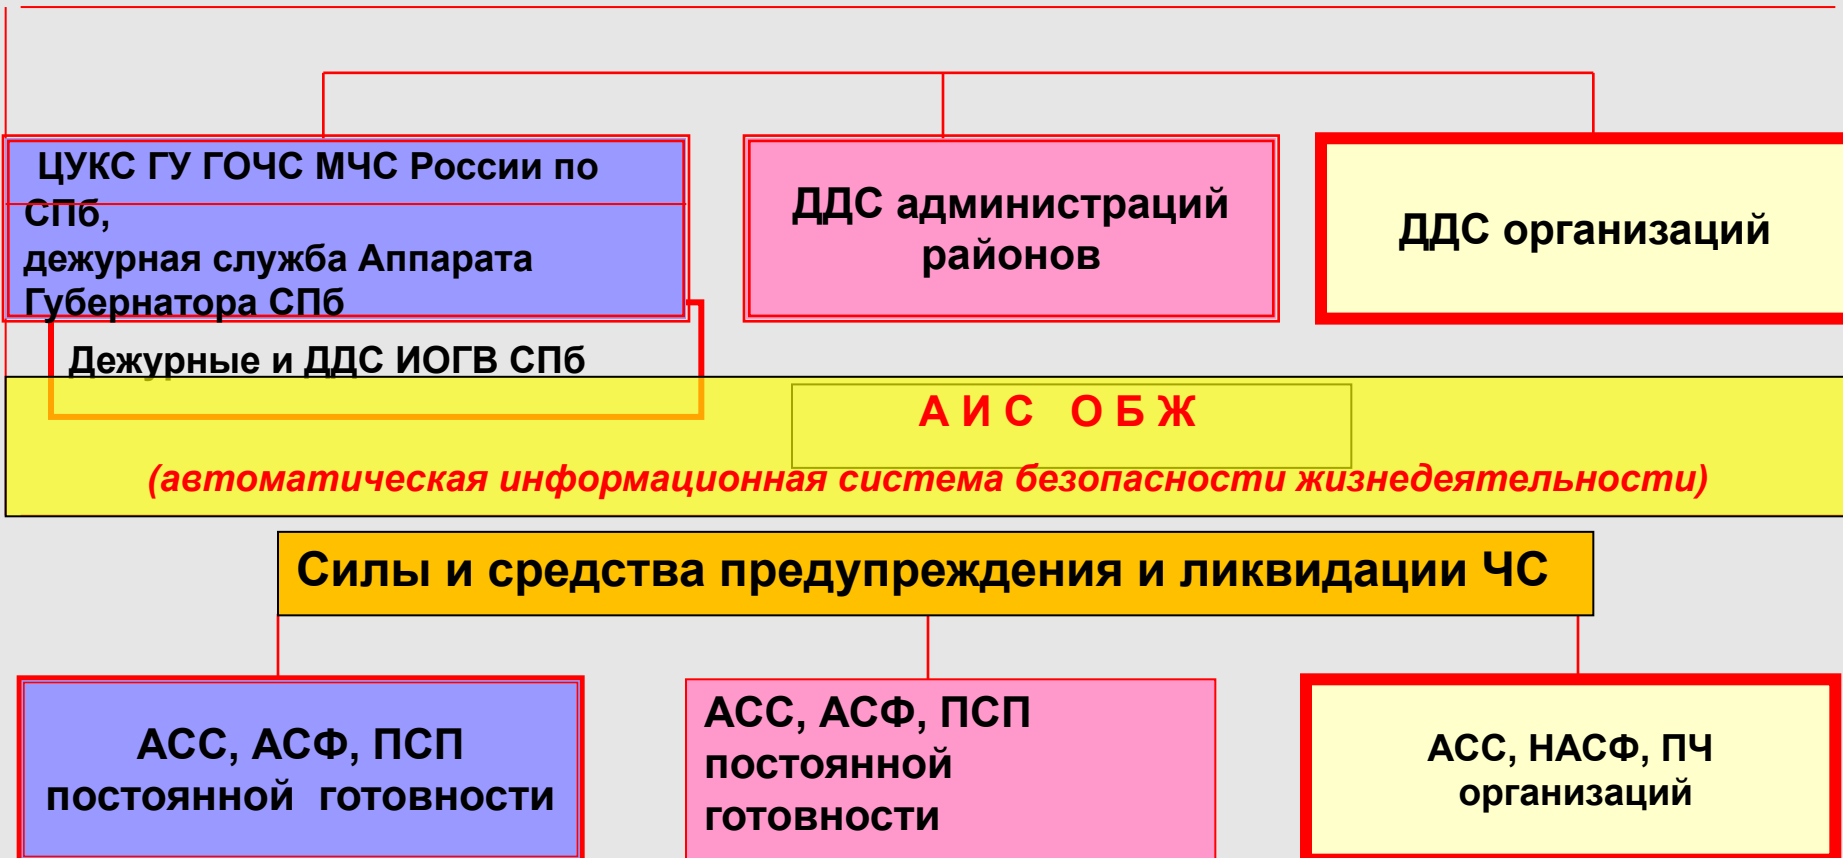 ЦУКС ГУ ГОЧС МЧС России по
СПб,
дежурная служба Аппарата
Губернатора СПб
Дежурные и ДДС ИОГВ СПб
ДДС администраций
районов
ДДС организаций
А И С О Б Ж
(автоматическая информационная система безопасности жизнедеятельности)
Силы и средства предупреждения и ликвидации ЧС
АСС, АСФ, ПСП
постоянной готовности
АСС, АСФ, ПСП
постоянной
готовности
АСС, НАСФ, ПЧ
организаций